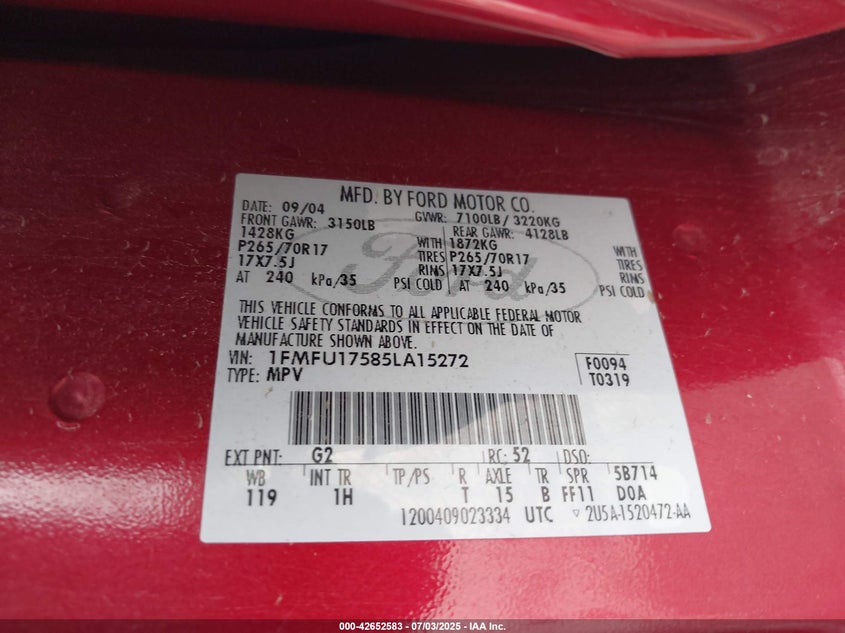 MFD. BY FORD MOTOR CO.
DATE: 09/04 GVWR: 7100LB / 3220KG
FRONT GAWR: 3150LB REAR GAWR: 4128LB
1428KG WITH 1872KG WITH
P265/70R17 TIRES P265/70R17 TIRES
17X7.5J RIMS 17X7.5J RIMS
AT 240 kPa/35 PSI COLD AT 240 kPa/35 PSI COLD
Ford
THIS VEHICLE CONFORMS TO ALL APPLICABLE FEDERAL MOTOR
VEHICLE SAFETY STANDARDS IN EFFECT ON THE DATE OF
MANUFACTURE SHOWN ABOVE.
VIN: 1FMFU17585LA15272 F0094
TYPE: MPV T0319
EXT PNT: G2 RC: 52 DSO:
WB INT TR TP/PS R AXLE TR SPR 5B714
119 1H T 15 B FF11 DOA
1200409023334 UTC ▽ 2U5A-1520472-AA
000-42652583 - 07/03/2025 - IAA Inc.